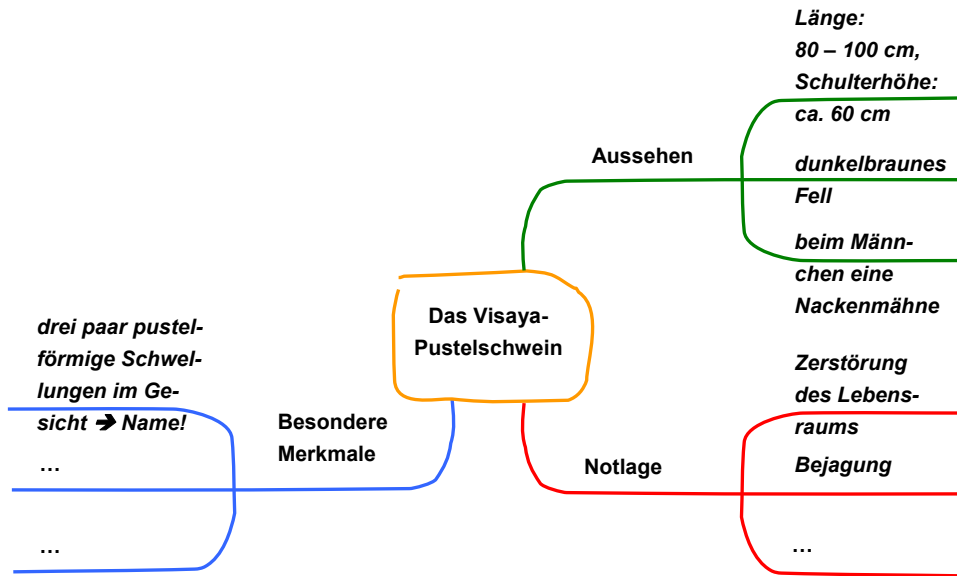 Länge:
80 – 100 cm,
Schulterhöhe:
ca. 60 cm
Aussehen
dunkelbraunes
Fell
beim Männ-
chen eine
Nackenmähne
Das Visaya-
Pustelschwein
drei paar pustel-
förmige Schwel-
lungen im Ge-
sicht ➔ Name!
Besondere
Merkmale
…
…
Zerstörung
des Lebens-
raums
Notlage
Bejagung
…